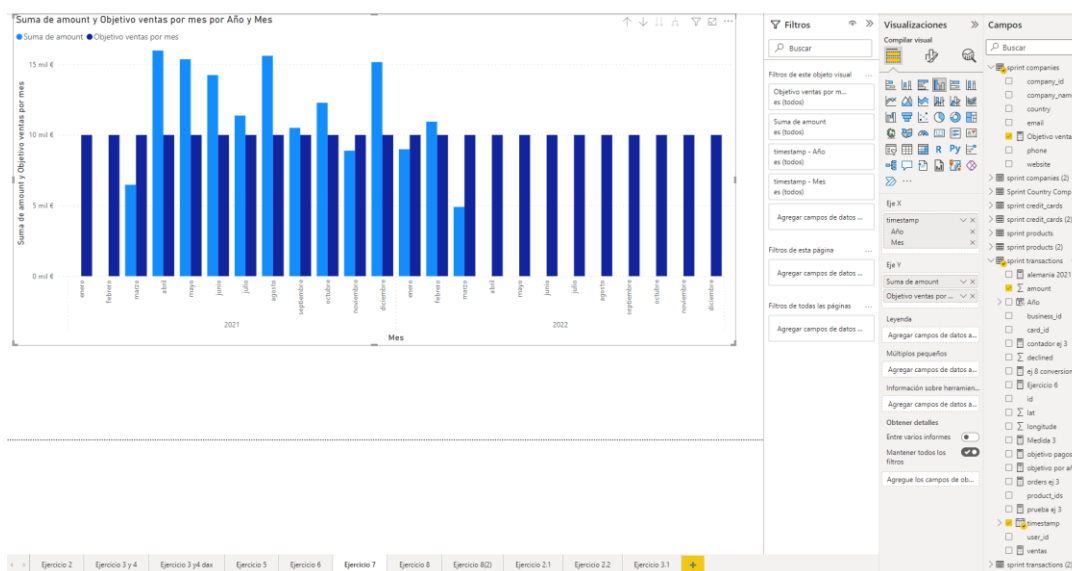 Suma de amount y Objetivo ventas por mes por Año y Mes
Suma de amount Objetivo ventas por mes
Suma de amount y Objetivo ventas por mes
15 mil €
10 mil €
5 mil €
0 mil €
enero
febrero
marzo
abril
mayo
junio
julio
agosto
septiembre
octubre
noviembre
diciembre
enero
febrero
marzo
abril
mayo
junio
julio
agosto
septiembre
octubre
noviembre
diciembre
2021
2022
Mes
Filtros
Buscar
Filtros de este objeto visual
Objetivo ventas por m...
es (todos)
Suma de amount
es (todos)
timestamp - Año
es (todos)
timestamp - Mes
es (todos)
Agregar campos de datos ...
Filtros de esta página
Agregar campos de datos ...
Filtros de todas las páginas
Agregar campos de datos ...
Visualizaciones
Compilar visual
R Py
Eje X
timestamp
Año
Mes
Eje Y
Suma de amount
Objetivo ventas por ...
Leyenda
Agregar campos de datos a...
Múltiplos pequeños
Agregar campos de datos a...
Información sobre herramien...
Agregar campos de datos a...
Obtener detalles
Entre varios informes
Mantener todos los
filtros
Agregue los campos de ob...
Campos
Buscar
sprint companies
company_id
company_name
country
email
Objetivo venta
phone
website
sprint companies (2)
Sprint Country Comp
sprint credit_cards
sprint credit_cards (2)
sprint products
sprint products (2)
sprint transactions
alemania 2021
amount
Año
business_id
card_id
contador ej 3
declined
ej 8 conversion
Ejercicio 6
id
lat
longitude
Medida 3
objetivo pagos
objetivo por añ
orders ej 3
product_ids
prueba ej 3
timestamp
user_id
ventas
sprint transactions (2)
Ejercicio 2
Ejercicio 3 y 4
Ejercicio 3 y4 dax
Ejercicio 5
Ejercicio 6
Ejercicio 7
Ejercicio 8
Ejercicio 8(2)
Ejercicio 2.1
Ejercicio 2.2
Ejercicio 3.1